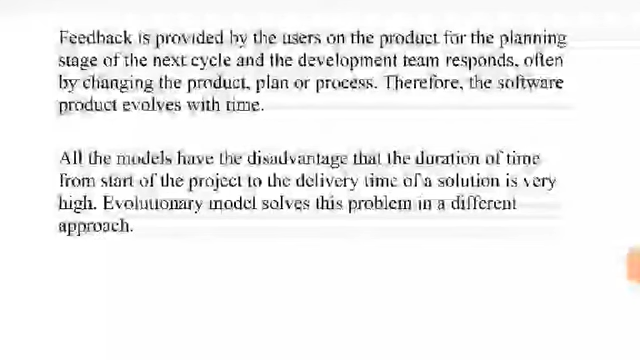 Feedback is provided by the users on the product for the planning
stage of the next cycle and the development team responds, often
by changing the product, plan or process. Therefore, the software
product evolves with time.
All the models have the disadvantage that the duration of time
from start of the project to the delivery time of a solution is very
high. Evolutionary model solves this problem in a different
approach.